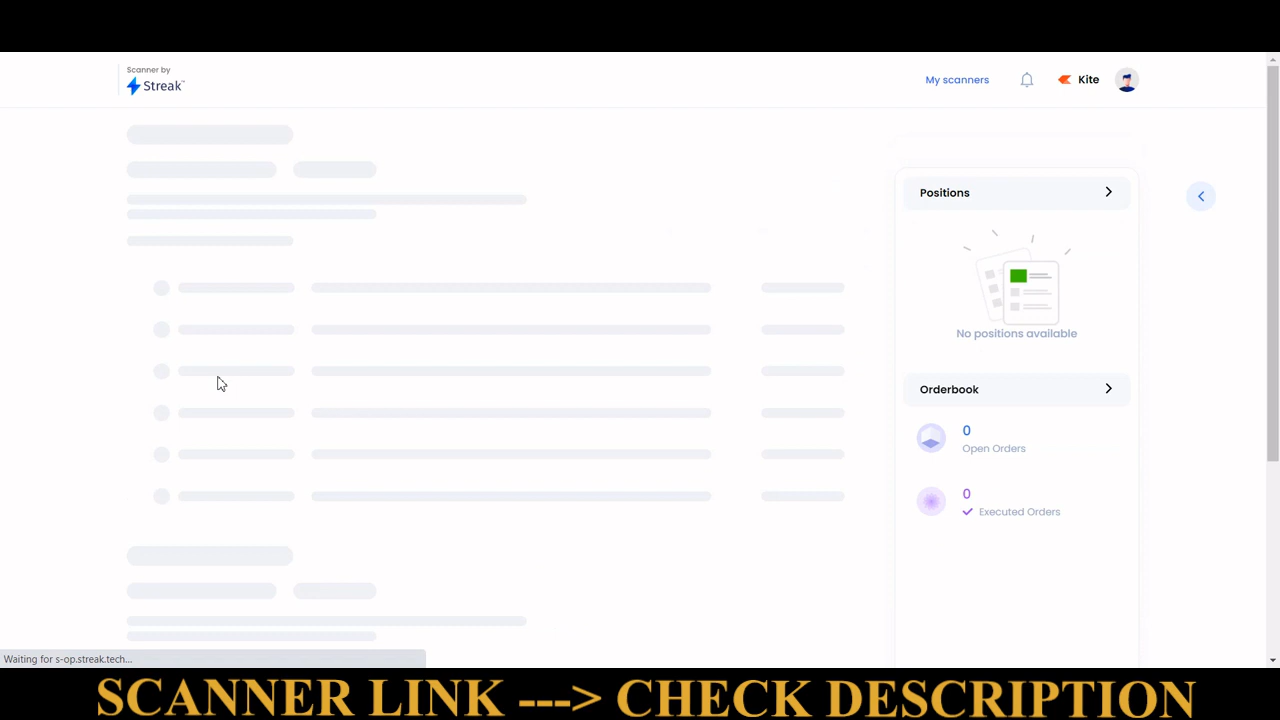 Scanner by
Streak™
My scanners
Kite
Positions
No positions available
Orderbook
0
Open Orders
0
Executed Orders
Waiting for s-op.streak.tech...
SCANNER LINK ---> CHECK DESCRIPTION